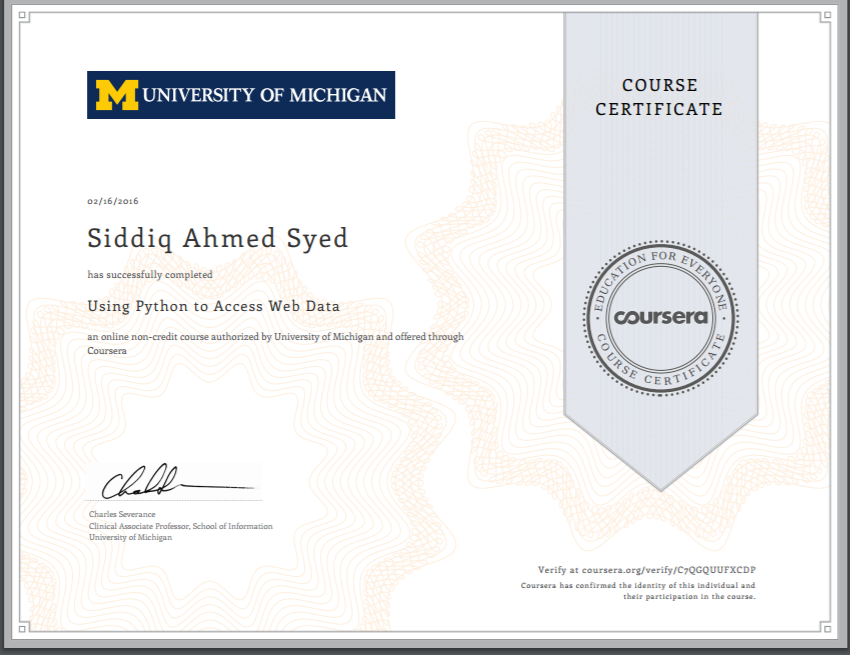 M UNIVERSITY OF MICHIGAN
COURSE
CERTIFICATE
02/16/2016
Siddiq Ahmed Syed
has successfully completed
Using Python to Access Web Data
an online non-credit course authorized by University of Michigan and offered through
Coursera
EDUCATION FOR EVERYONE
coursera
COURSE CERTIFICATE
Charles Severance
Clinical Associate Professor, School of Information
University of Michigan
Verify at coursera.org/verify/C7QGQUUFXCDP
Coursera has confirmed the identity of this individual and
their participation in the course.